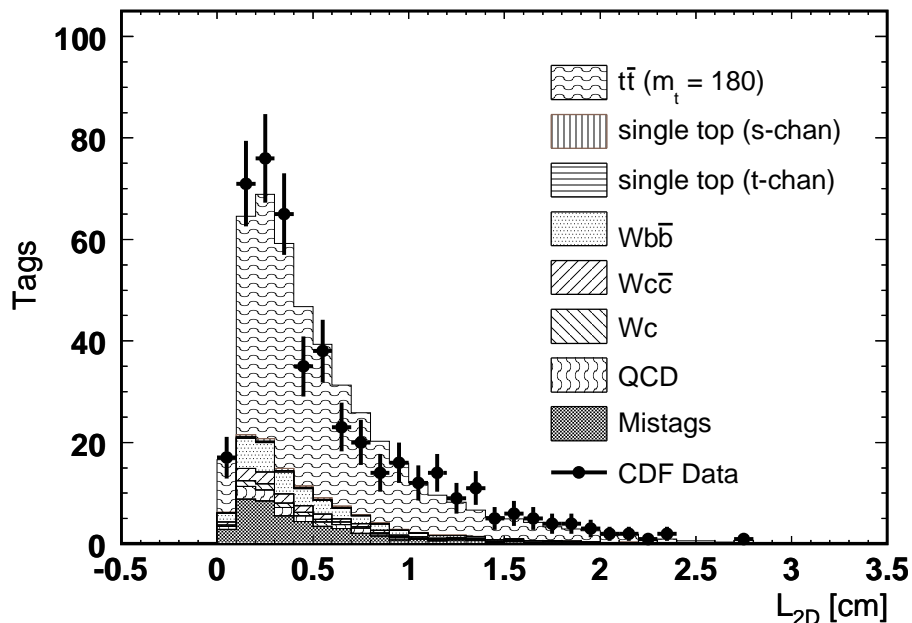 100
80
60
40
20
0
Tags
-0.5 0 0.5 1 1.5 2 2.5 3 3.5
L2D [cm]
tt̄ (mt = 180)
single top (s-chan)
single top (t-chan)
Wbb̄
Wcc̄
Wc
QCD
Mistags
CDF Data